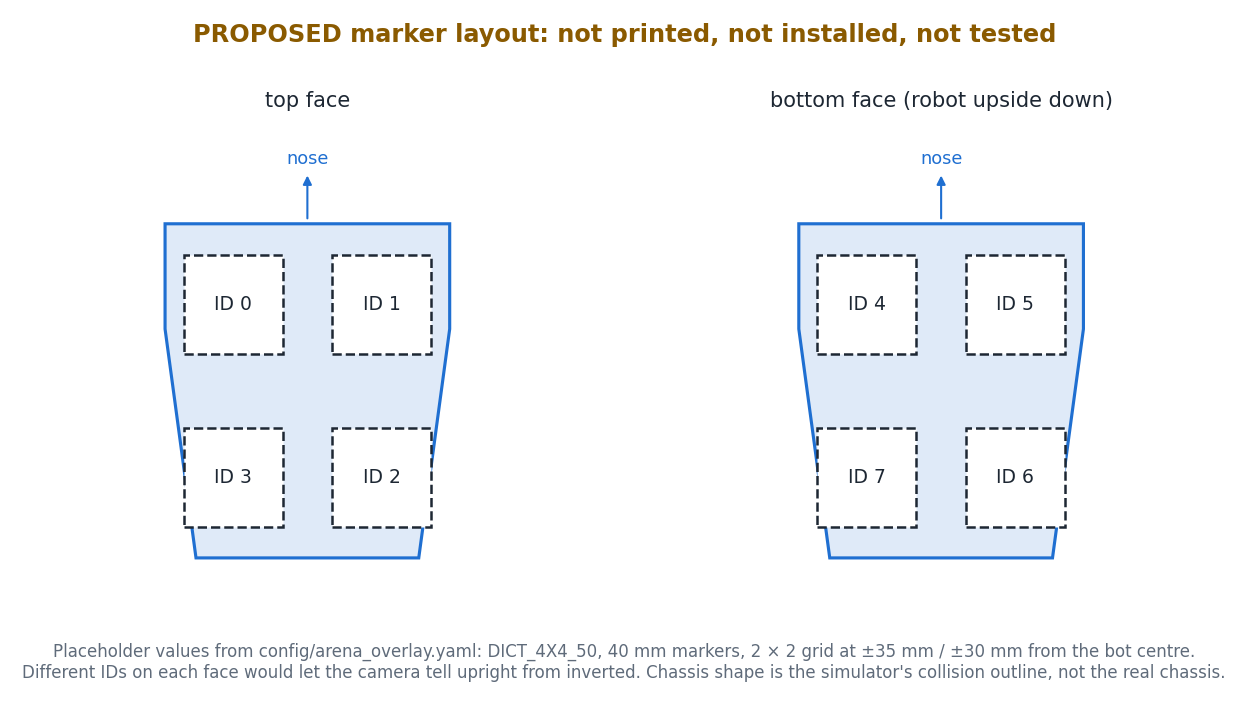 PROPOSED marker layout: not printed, not installed, not tested
top face
bottom face (robot upside down)
nose
nose
ID 0
ID 1
ID 4
ID 5
ID 3
ID 2
ID 7
ID 6
Placeholder values from config/arena_overlay.yaml: DICT_4X4_50, 40 mm markers, 2 × 2 grid at ±35 mm / ±30 mm from the bot centre.
Different IDs on each face would let the camera tell upright from inverted. Chassis shape is the simulator's collision outline, not the real chassis.